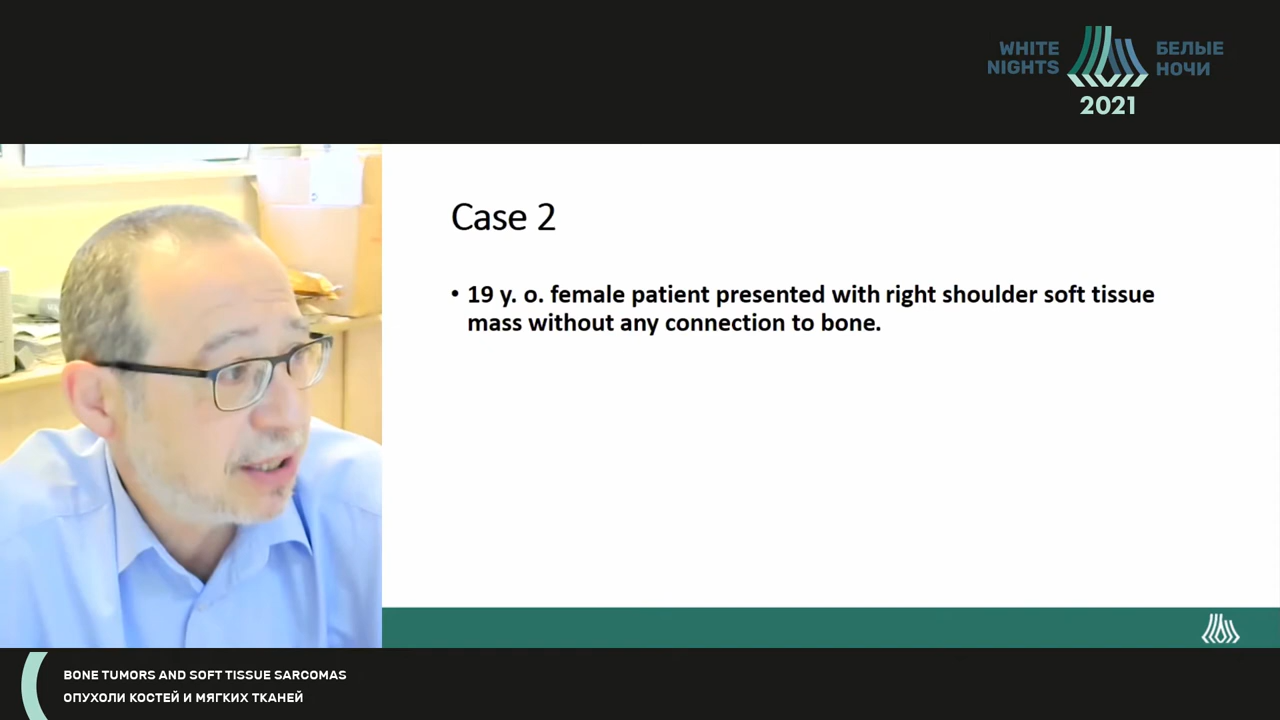 WHITE
NIGHTS
БЕЛЫЕ
НОЧИ
2021
Case 2
• 19 y. o. female patient presented with right shoulder soft tissue
mass without any connection to bone.
BONE TUMORS AND SOFT TISSUE SARCOMAS
ОПУХОЛИ КОСТЕЙ И МЯГКИХ ТКАНЕЙ